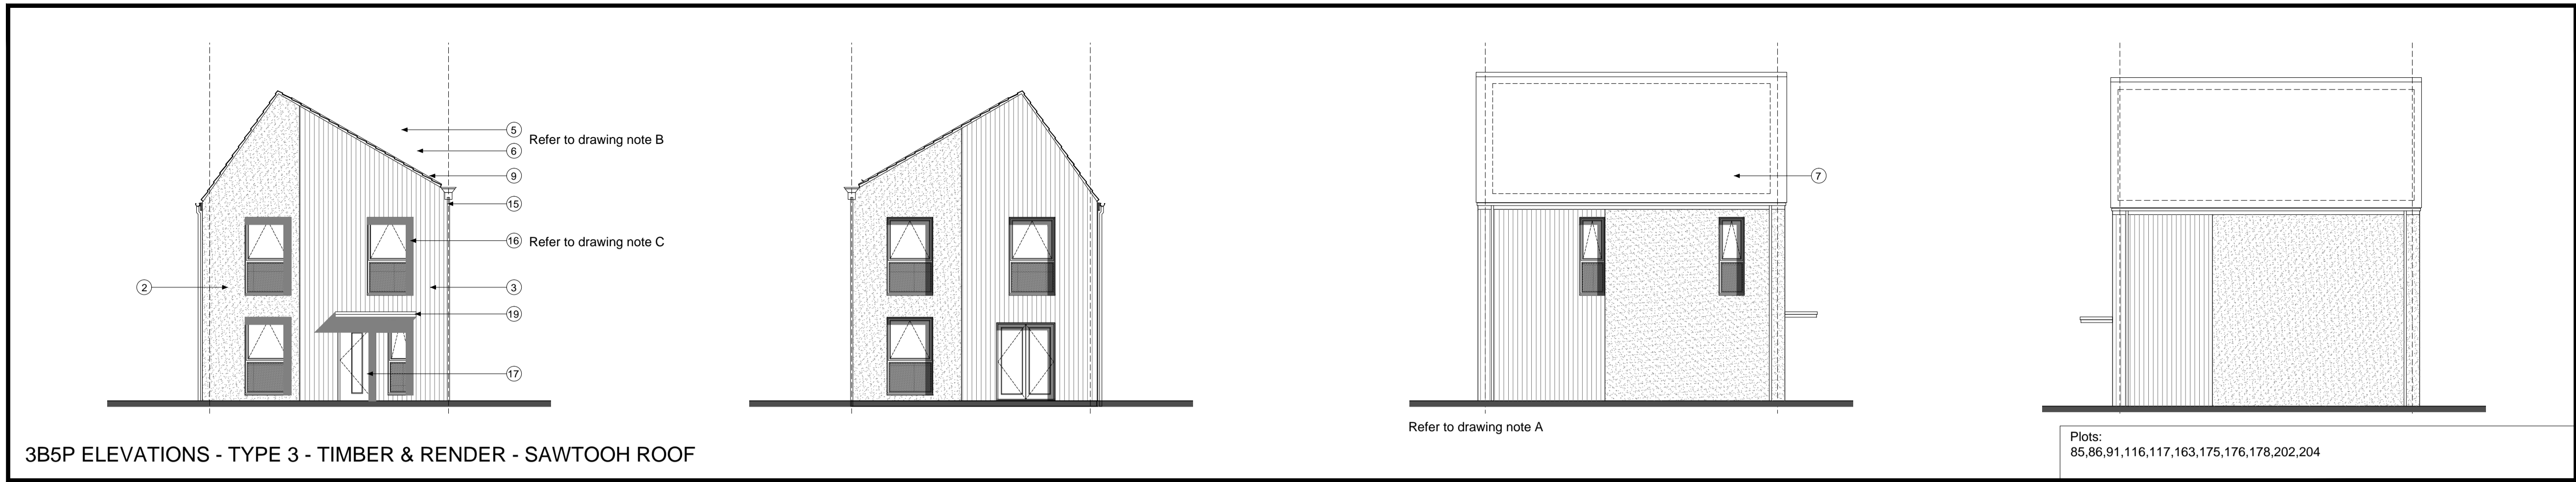 5
Refer to drawing note B
6
9
15
16 Refer to drawing note C
2
3
19
17
7
Refer to drawing note A
3B5P ELEVATIONS - TYPE 3 - TIMBER & RENDER - SAWTOOH ROOF
Plots:
85,86,91,116,117,163,175,176,178,202,204